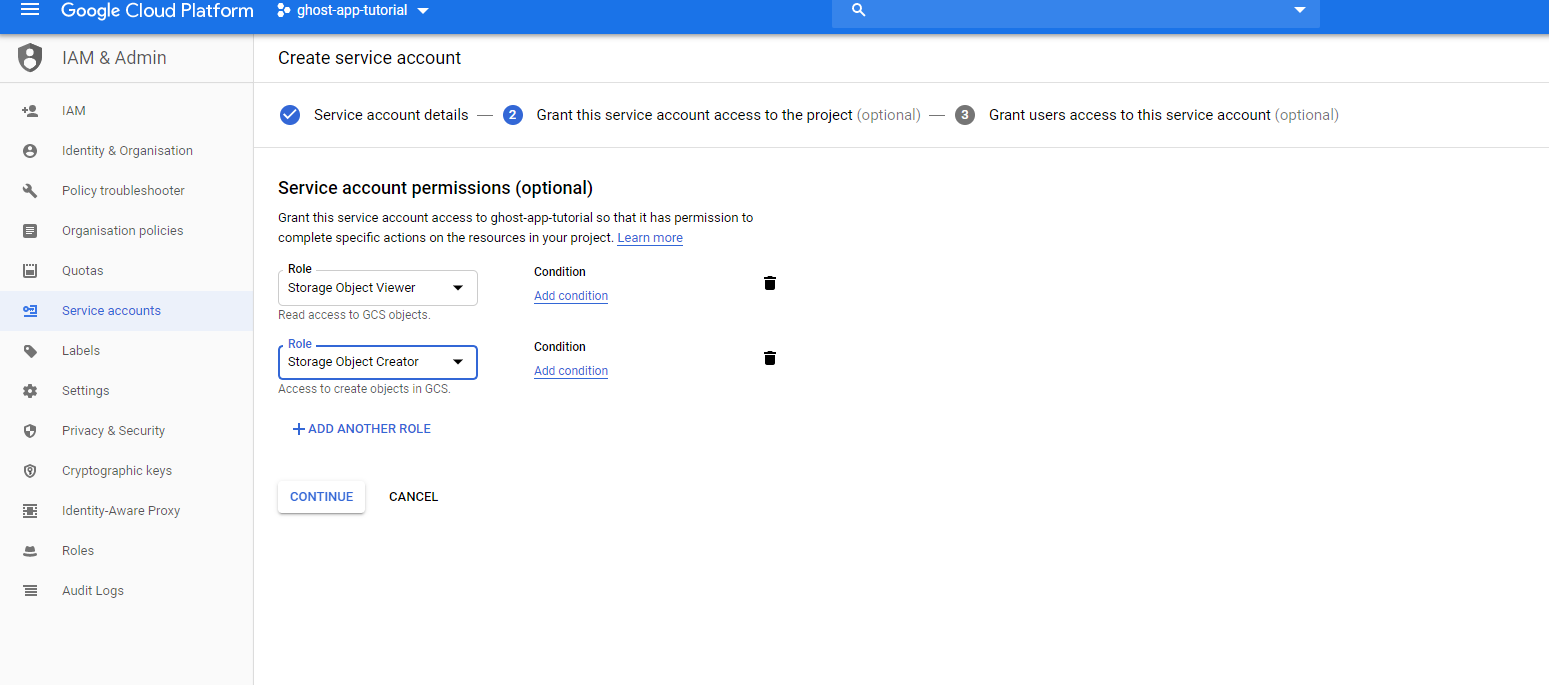 Google Cloud Platform ghost-app-tutorial
IAM & Admin
IAM
Identity & Organisation
Policy troubleshooter
Organisation policies
Quotas
Service accounts
Labels
Settings
Privacy & Security
Cryptographic keys
Identity-Aware Proxy
Roles
Audit Logs
Create service account
Service account details — 2 Grant this service account access to the project (optional) — 3 Grant users access to this service account (optional)
Service account permissions (optional)
Grant this service account access to ghost-app-tutorial so that it has permission to
complete specific actions on the resources in your project. Learn more
Role
Storage Object Viewer
Read access to GCS objects.
Condition
Add condition
Role
Storage Object Creator
Access to create objects in GCS.
Condition
Add condition
ADD ANOTHER ROLE
CONTINUE CANCEL